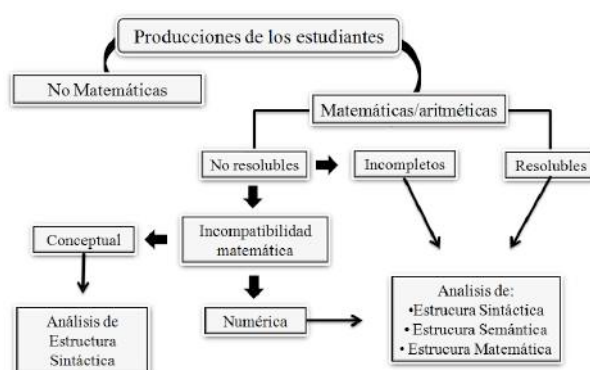 Producciones de los estudiantes
No Matemáticas
Matemáticas/aritméticas
No resolubles
Incompletos
Resolubles
Conceptual
Incompatibilidad
matemática
Análisis de
Estructura
Sintáctica
Numérica
Analisis de:
•Estrucura Sintáctica
• Estrucura Semántica
• Estrucura Matemática